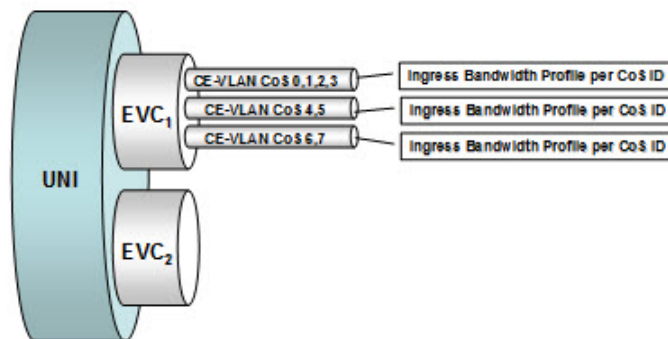 CE-VLAN CoS 0,1,2,3
Ingress Bandwidth Profile per CoS ID
EVC1
CE-VLAN CoS 4,5
Ingress Bandwidth Profile per CoS ID
CE-VLAN CoS 6,7
Ingress Bandwidth Profile per CoS ID
UNI
EVC2